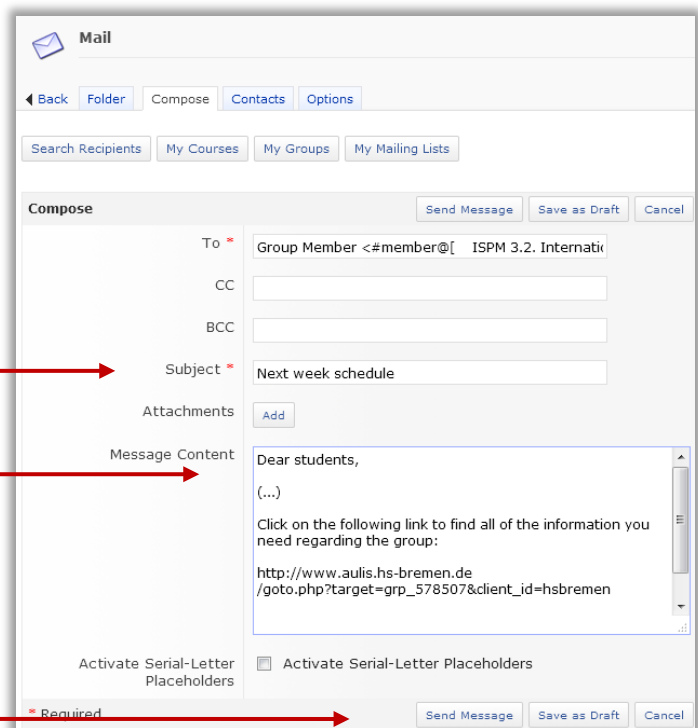 Mail
Back Folder Compose Contacts Options
Search Recipients My Courses My Groups My Mailing Lists
Compose Send Message Save as Draft Cancel
To * Group Member <#member@[ ISPM 3.2. Internatio
CC
BCC
Subject * Next week schedule
Attachments Add
Message Content Dear students,
(...)
Click on the following link to find all of the information you
need regarding the group:
http://www.aulis.hs-bremen.de
/goto.php?target=grp_578507&client_id=hsbremen
Activate Serial-Letter Activate Serial-Letter Placeholders
Placeholders
* Required Send Message Save as Draft Cancel